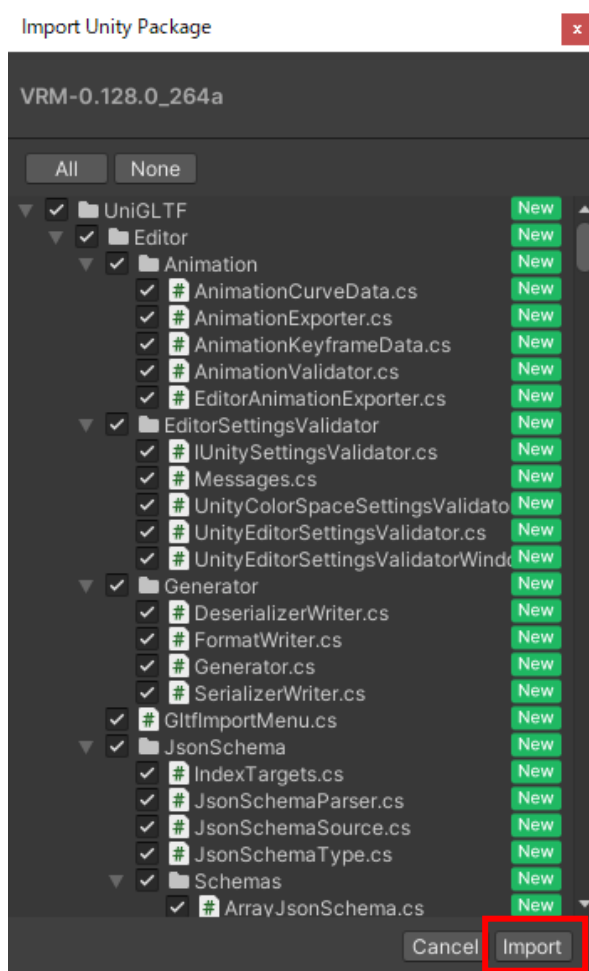 Import Unity Package
x
VRM-0.128.0_264a
All None
UniGLTF New
Editor New
Animation New
AnimationCurveData.cs New
AnimationExporter.cs New
AnimationKeyframeData.cs New
AnimationValidator.cs New
EditorAnimationExporter.cs New
EditorSettingsValidator New
IUnitySettingsValidator.cs New
Messages.cs New
UnityColorSpaceSettingsValidato New
UnityEditorSettingsValidator.cs New
UnityEditorSettingsValidatorWindo New
Generator New
# DeserializerWriter.cs New
# FormatWriter.cs New
# Generator.cs New
# SerializerWriter.cs New
# GltfImportMenu.cs New
JsonSchema New
# IndexTargets.cs New
# JsonSchemaParser.cs New
# JsonSchemaSource.cs New
# JsonSchemaType.cs New
Schemas New
# ArrayJsonSchema.cs New
Cancel Import